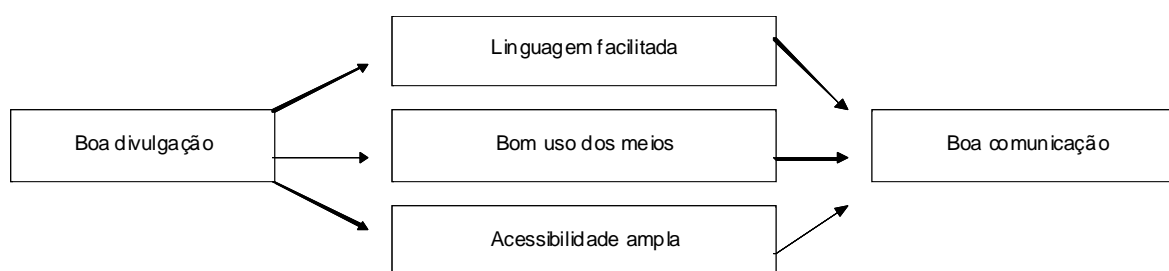 Linguagem facilitada
Boa divulgação
Bom uso dos meios
Boa comunicação
Acessibilidade ampla